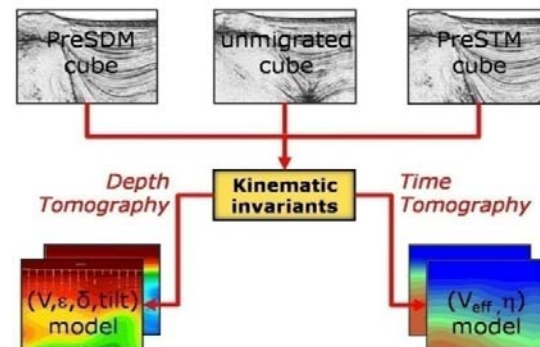 PreSDM
cube
unmigrated
cube
PreSTM
cube
Depth
Tomography
Kinematic
invariants
Time
Tomography
(V,ε,δ,tilt)
model
(Veff,η)
model